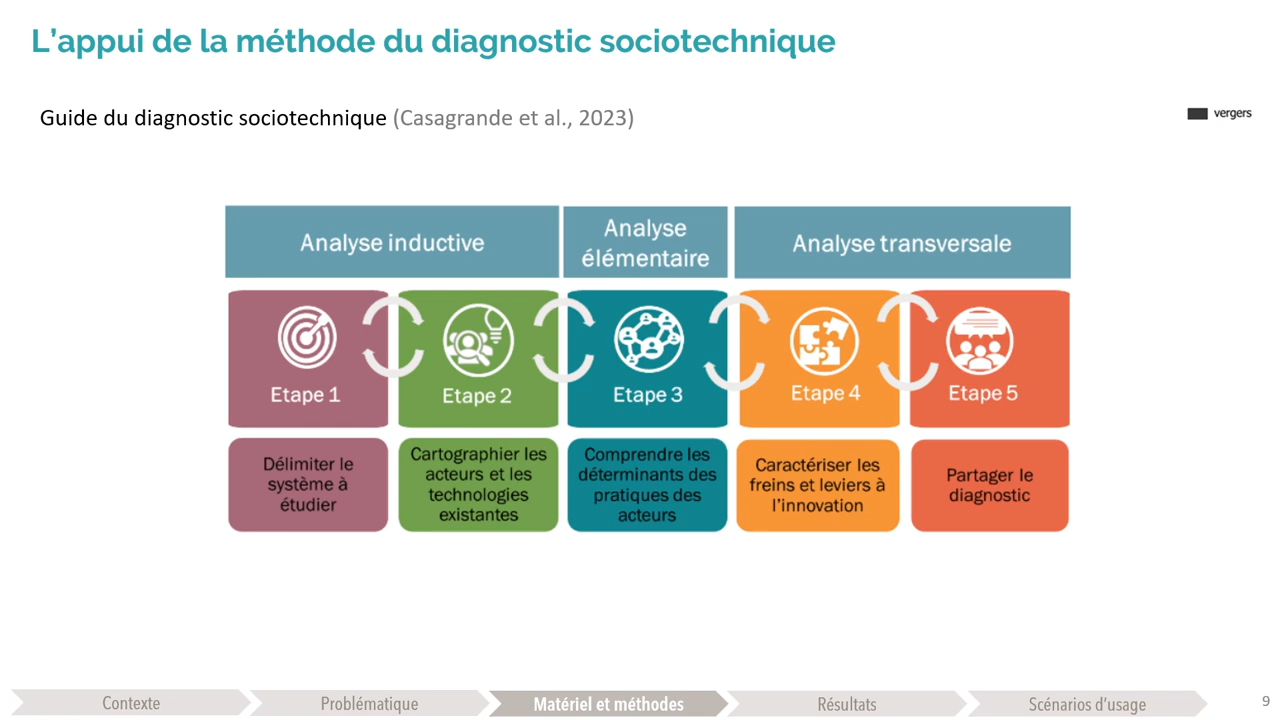 L'appui de la méthode du diagnostic sociotechnique
Guide du diagnostic sociotechnique (Casagrande et al., 2023)
vergers
Analyse inductive
Analyse
élémentaire
Analyse transversale
Etape 1
Etape 2
Etape 3
Etape 4
Etape 5
Délimiter le
système à
étudier
Cartographier les
acteurs et les
technologies
existantes
Comprendre les
déterminants des
pratiques des
acteurs
Caractériser les
freins et leviers à
l'innovation
Partager le
diagnostic
Contexte
Problématique
Matériel et méthodes
Résultats
Scénarios d'usage
9